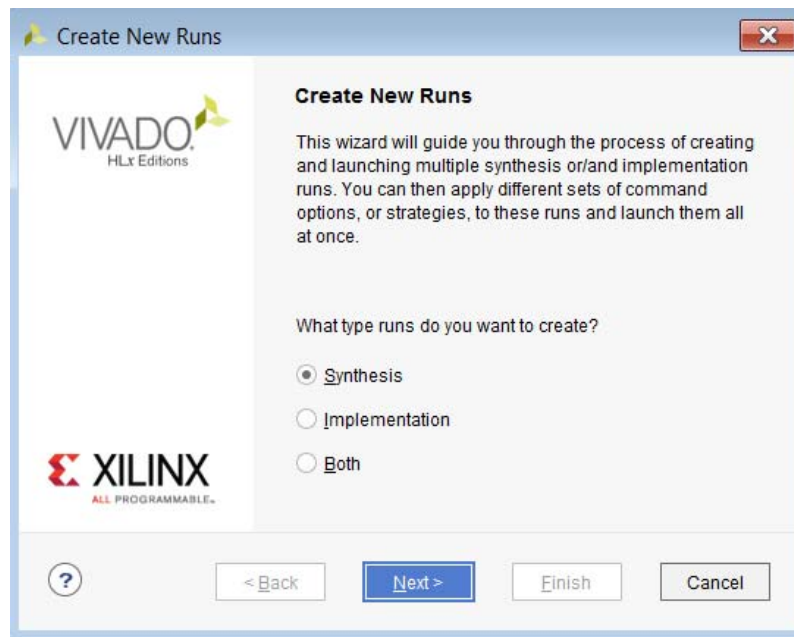 Create New Runs
VIVADO.
HLx Editions
Create New Runs
This wizard will guide you through the process of creating
and launching multiple synthesis or/and implementation
runs. You can then apply different sets of command
options, or strategies, to these runs and launch them all
at once.
What type runs do you want to create?
Synthesis
Implementation
Both
XILINX
ALL PROGRAMMABLE™
?
< Back
Next >
Finish
Cancel